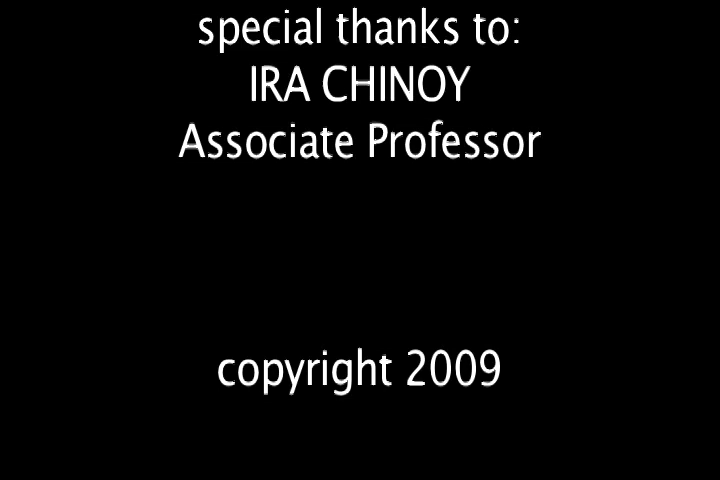 special thanks to:
IRA CHINOY
Associate Professor
copyright 2009